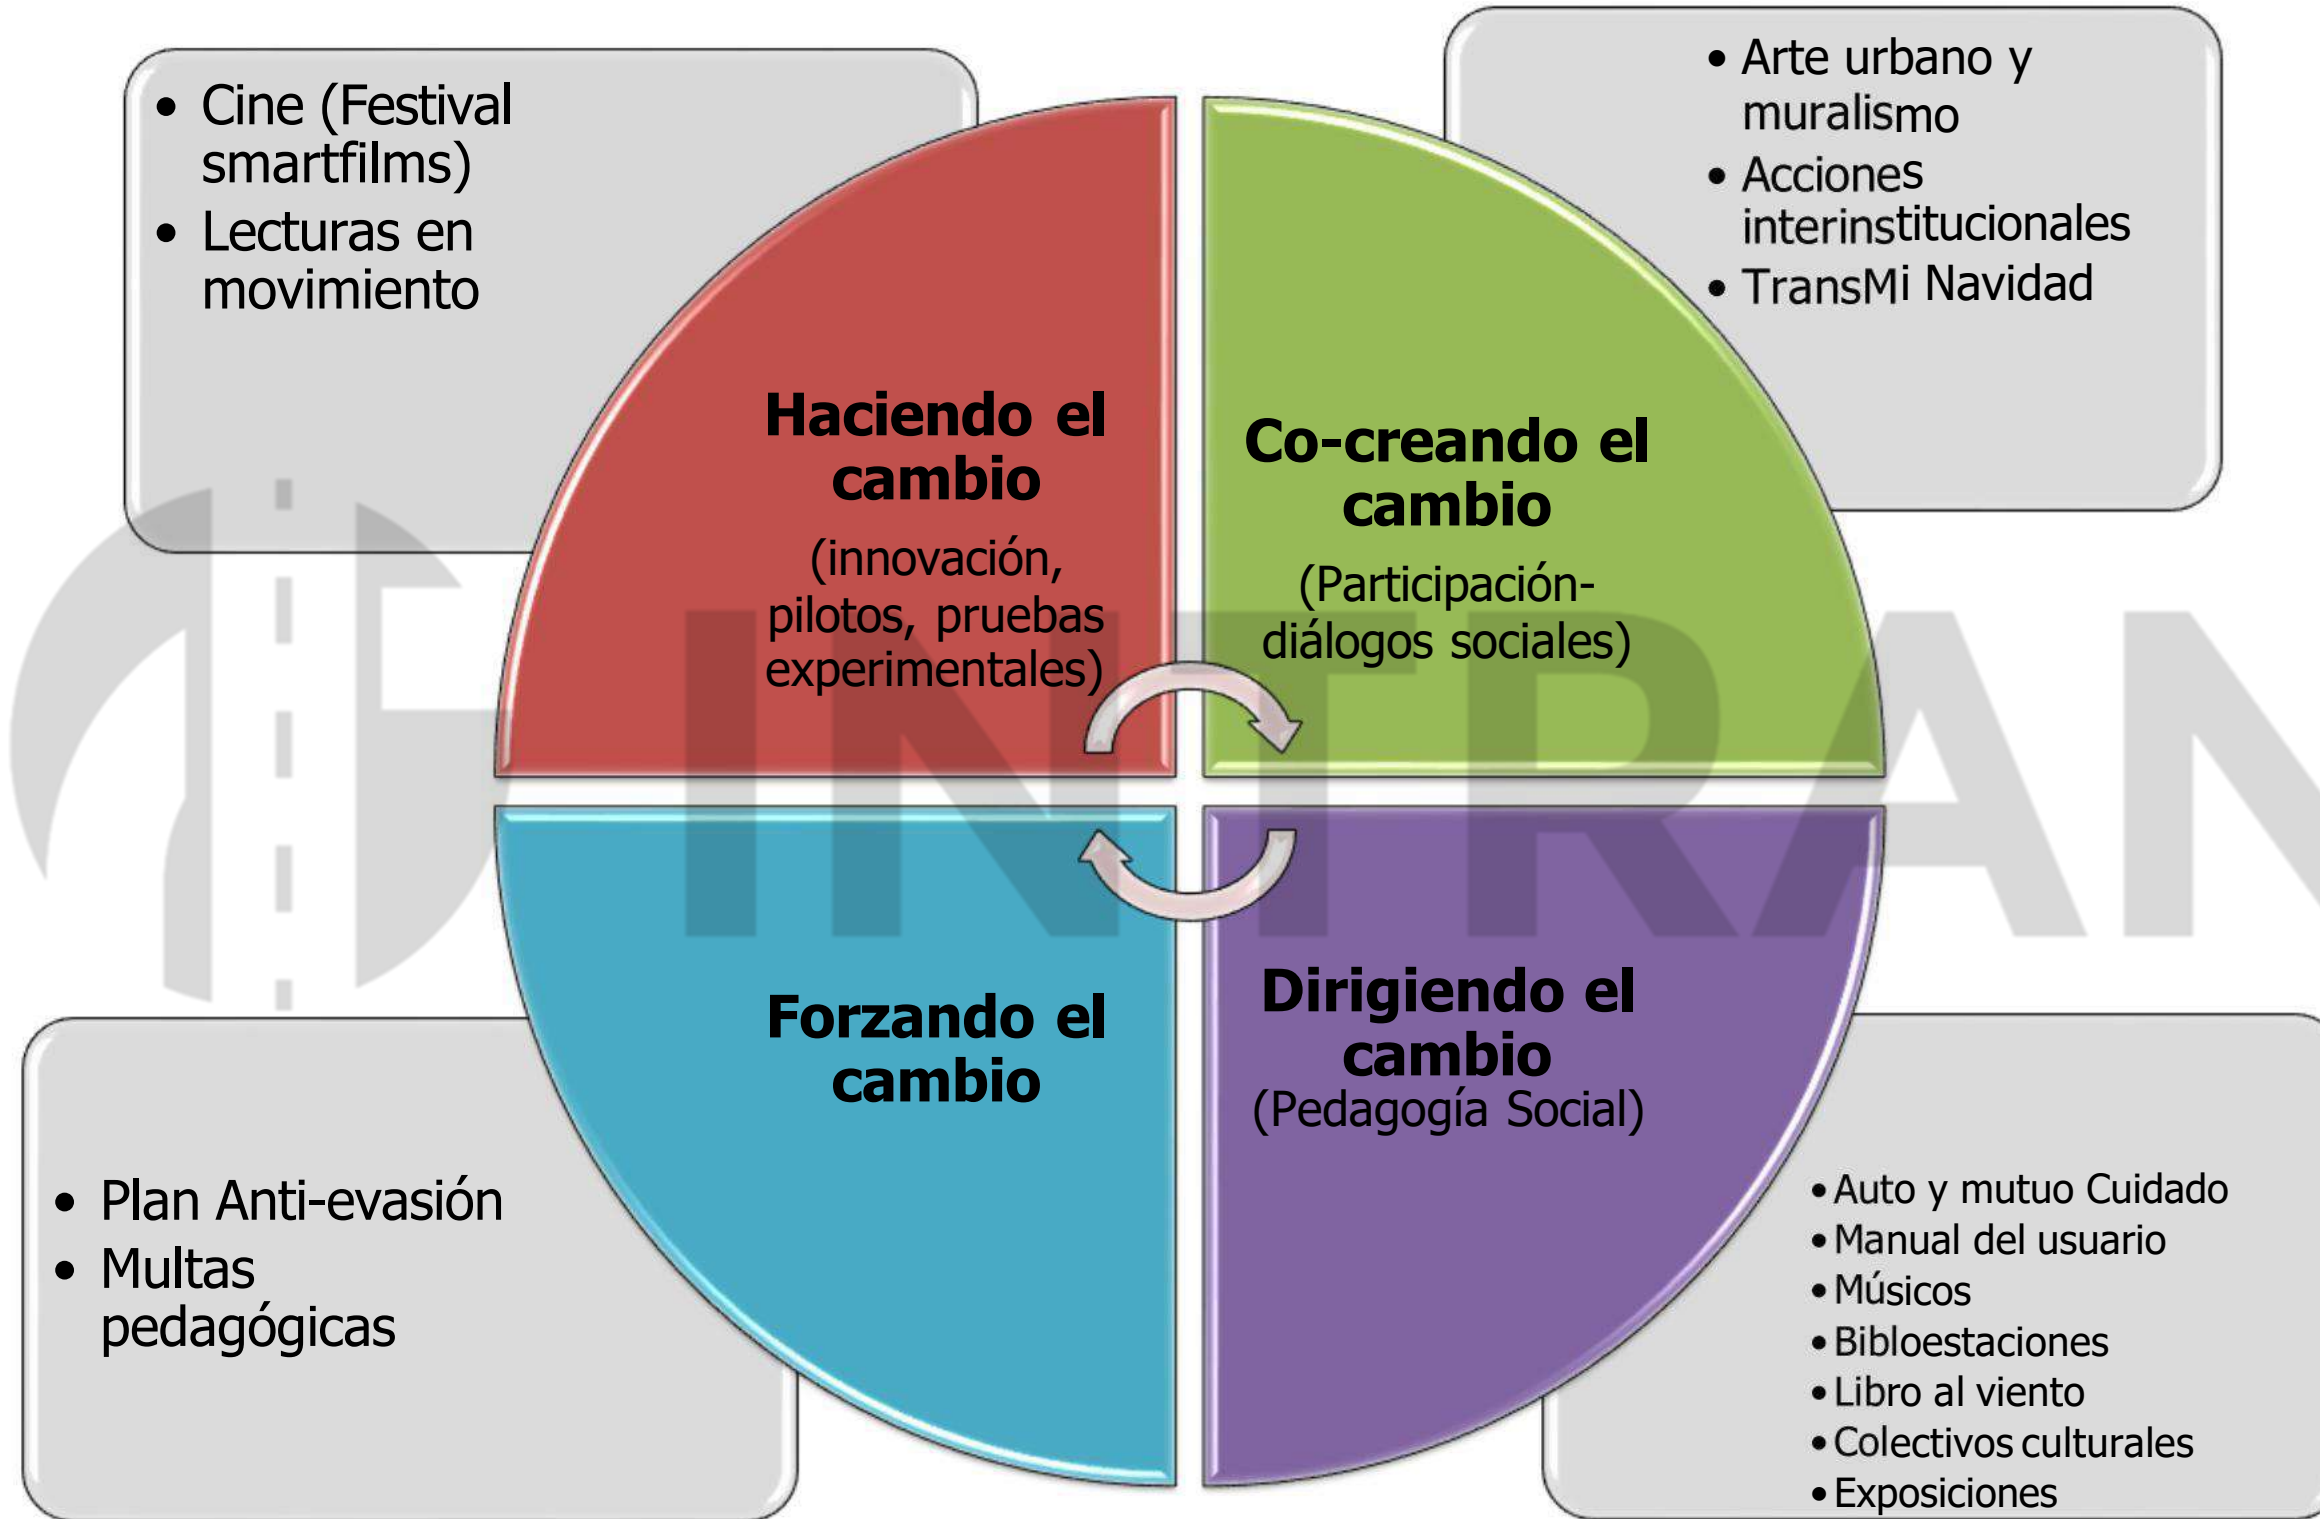 • Cine (Festival
smartfilms)
• Lecturas en
movimiento
• Arte urbano y
muralismo
• Acciones
interinstitucionales
• TransMi Navidad
Haciendo el
cambio
(innovación,
pilotos, pruebas
experimentales)
Co-creando el
cambio
(Participación-
diálogos sociales)
INTRAN
Forzando el
cambio
Dirigiendo el
cambio
(Pedagogía Social)
• Plan Anti-evasión
• Multas
pedagógicas
• Auto y mutuo Cuidado
• Manual del usuario
• Músicos
• Bibloestaciones
• Libro al viento
• Colectivos culturales
• Exposiciones